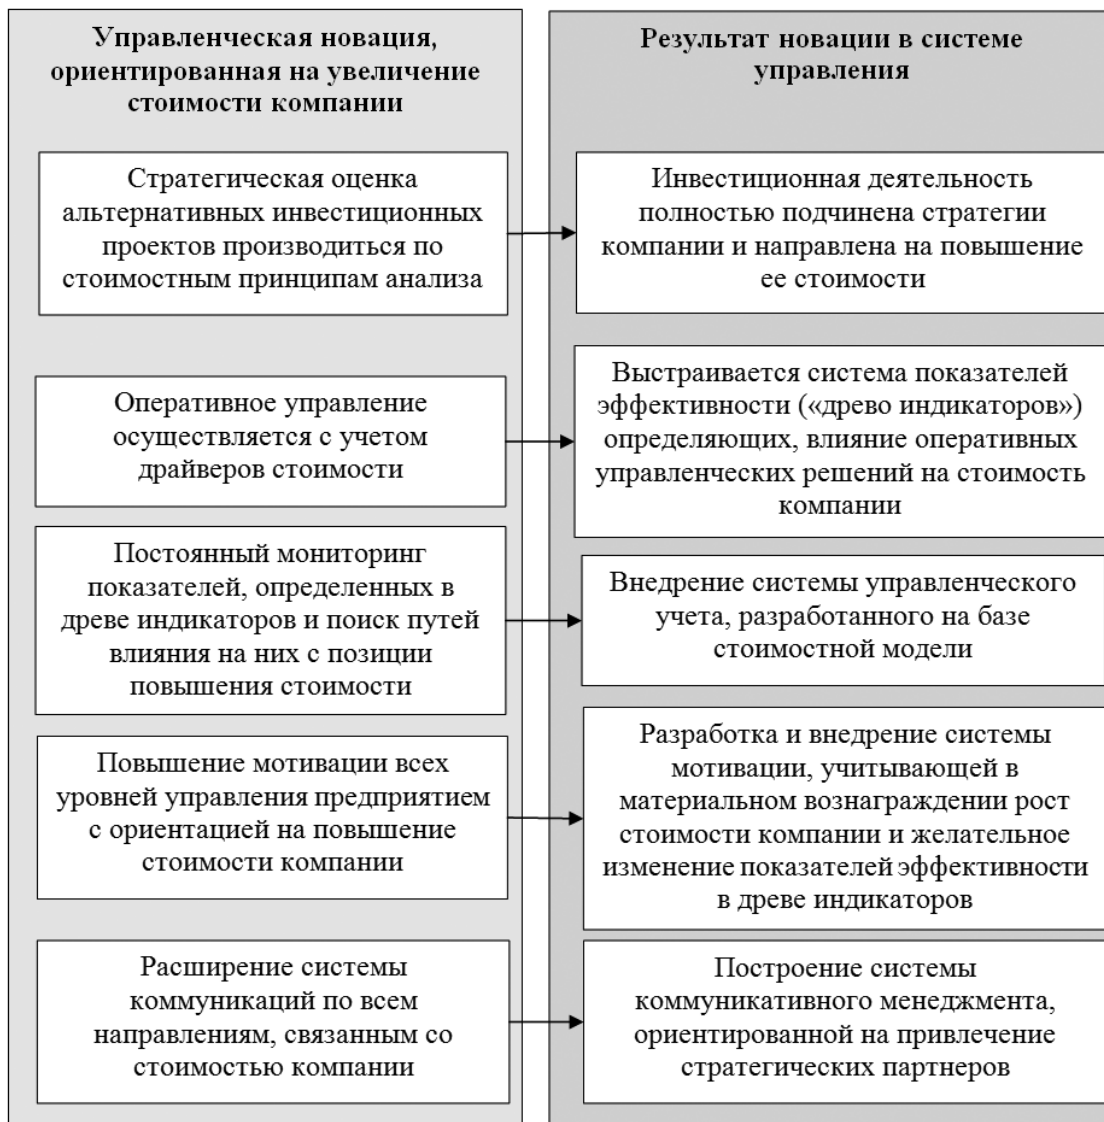 Управленческая новация,
ориентированная на увеличение
стоимости компании
Результат новации в системе
управления
Стратегическая оценка
альтернативных инвестиционных
проектов производиться по
стоимостным принципам анализа
Инвестиционная деятельность
полностью подчинена стратегии
компании и направлена на повышение
ее стоимости
Оперативное управление
осуществляется с учетом
драйверов стоимости
Выстраивается система показателей
эффективности («древо индикаторов»)
определяющих, влияние оперативных
управленческих решений на стоимость
компании
Постоянный мониторинг
показателей, определенных в
древе индикаторов и поиск путей
влияния на них с позиции
повышения стоимости
Внедрение системы управленческого
учета, разработанного на базе
стоимостной модели
Повышение мотивации всех
уровней управления предприятием
с ориентацией на повышение
стоимости компании
Разработка и внедрение системы
мотивации, учитывающей в
материальном вознаграждении рост
стоимости компании и желательное
изменение показателей эффективности
в древе индикаторов
Расширение системы
коммуникаций по всем
направлениям, связанным со
стоимостью компании
Построение системы
коммуникативного менеджмента,
ориентированной на привлечение
стратегических партнеров